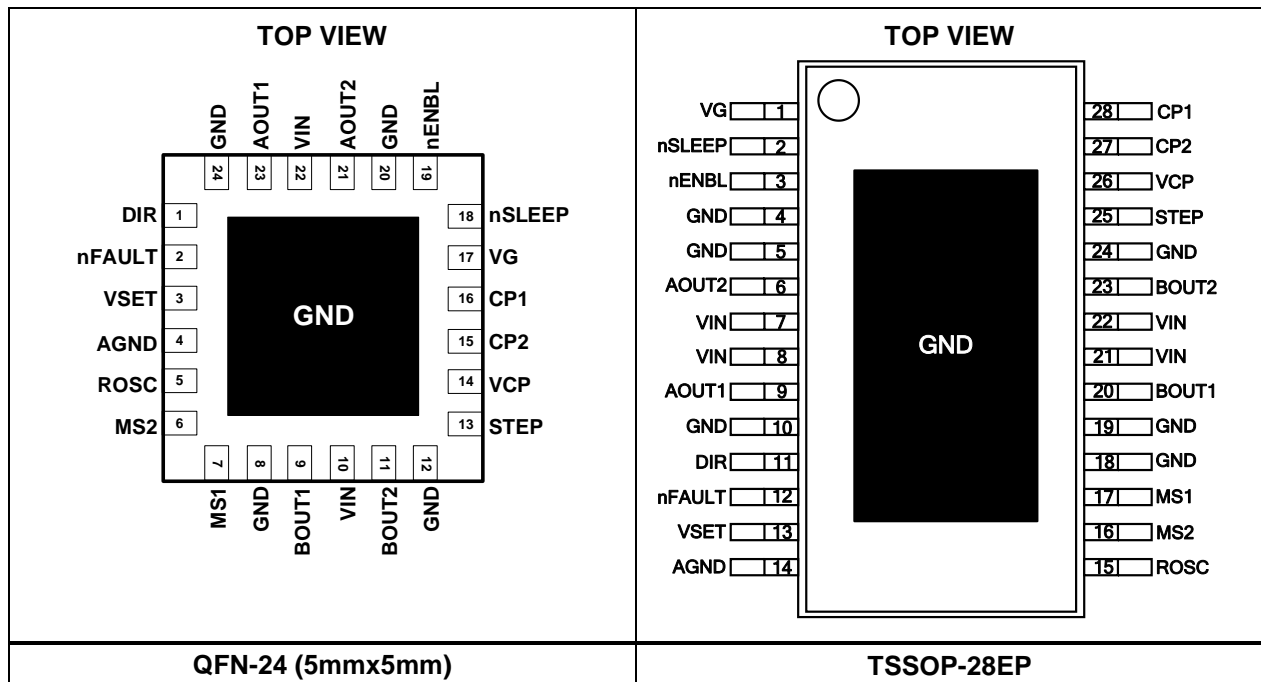 TOP VIEW
GND AOUT1 VIN AOUT2 GND nENBL
24 23 22 21 20 19
DIR 1
nFAULT 2
VSET 3
AGND 4
ROSC 5
MS2 6
GND
18 nSLEEP
17 VG
16 CP1
15 CP2
14 VCP
13 STEP
7 8 9 10 11 12
MS1 GND BOUT1 VIN BOUT2 GND
QFN-24 (5mmx5mm)
TOP VIEW
VG 1
nSLEEP 2
nENBL 3
GND 4
GND 5
AOUT2 6
VIN 7
VIN 8
AOUT1 9
GND 10
DIR 11
nFAULT 12
VSET 13
AGND 14
GND
28 CP1
27 CP2
26 VCP
25 STEP
24 GND
23 BOUT2
22 VIN
21 VIN
20 BOUT1
19 GND
18 GND
17 MS1
16 MS2
15 ROSC
TSSOP-28EP